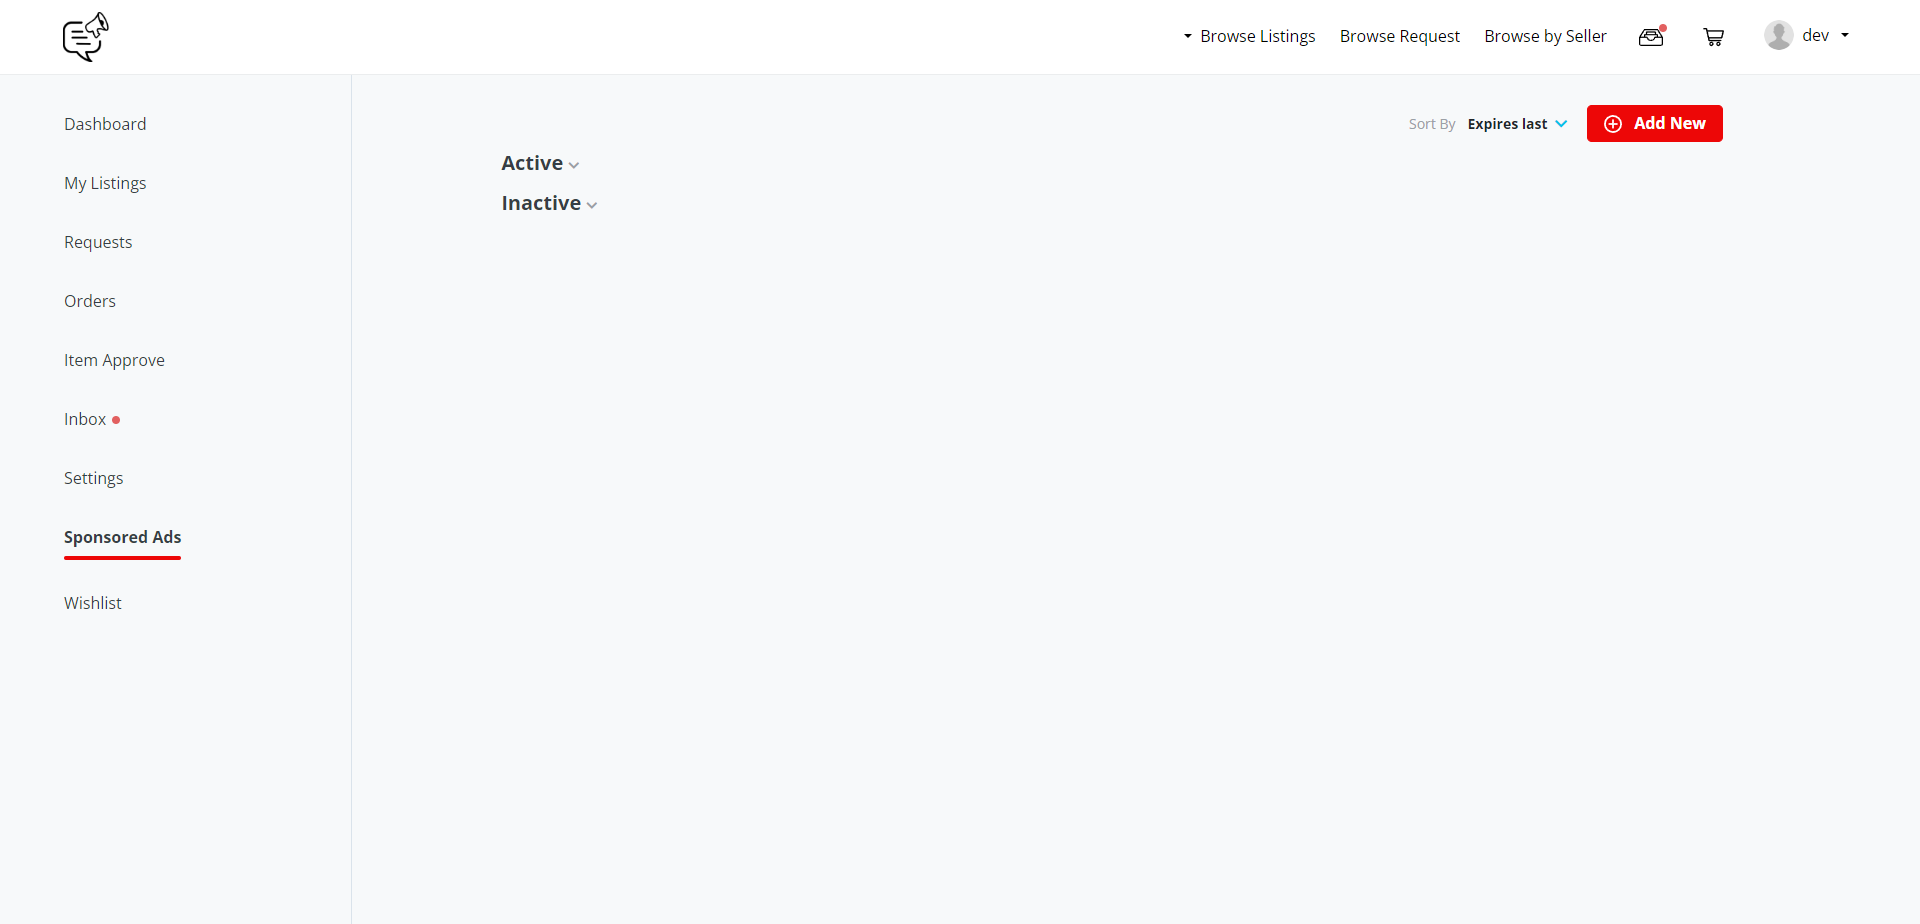 Browse Listings
Browse Request
Browse by Seller
dev
Dashboard
My Listings
Requests
Orders
Item Approve
Inbox
Settings
Sponsored Ads
Wishlist
Sort By Expires last
Add New
Active
Inactive